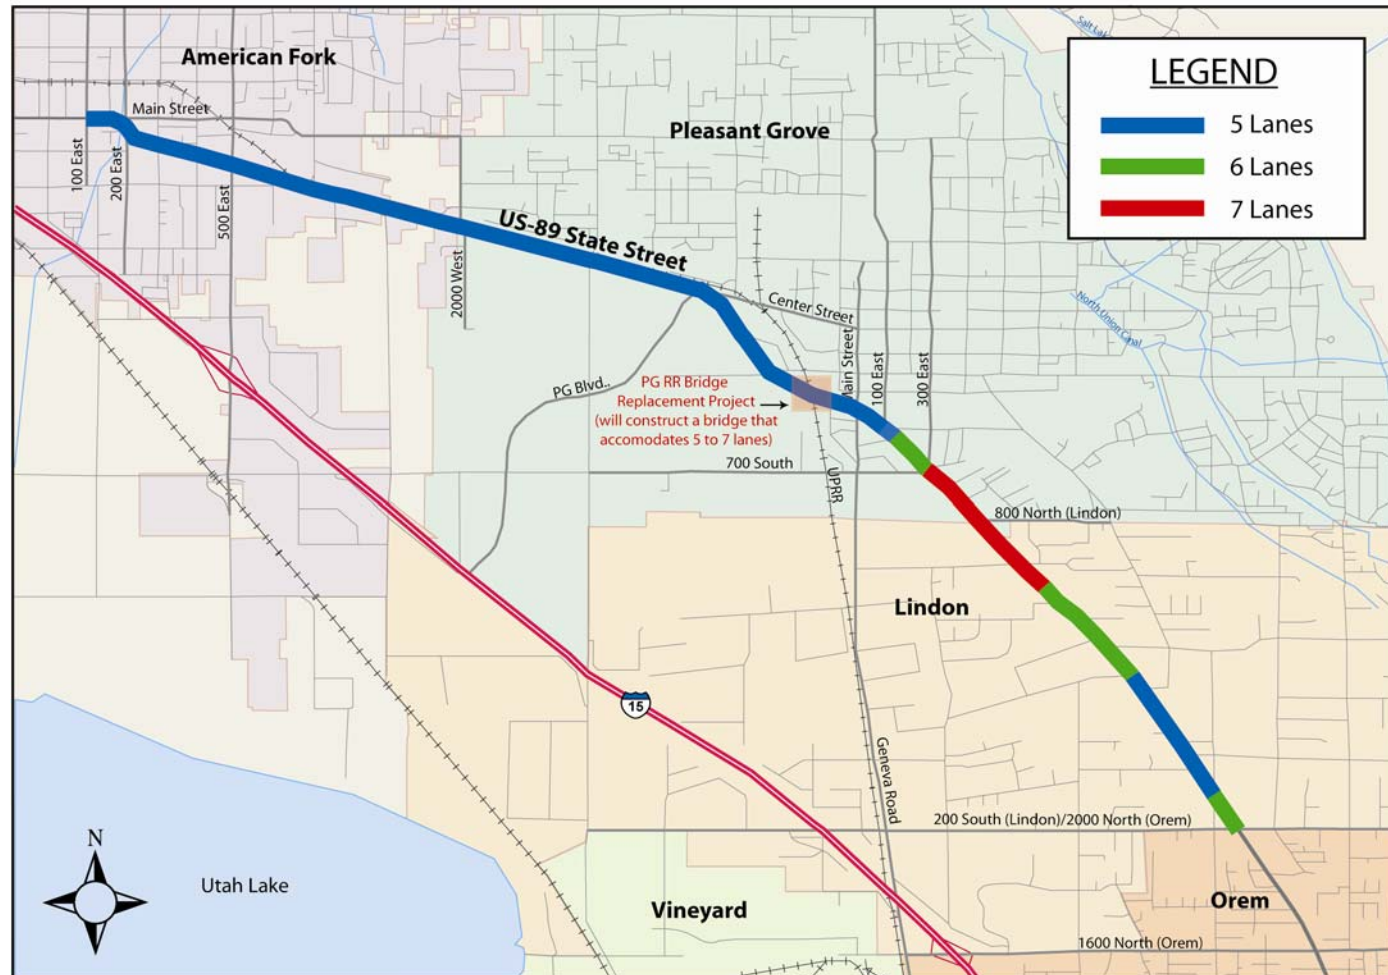 American Fork
Main Street
100 East
200 East
500 East
Pleasant Grove
Salt Lake
LEGEND
5 Lanes
6 Lanes
7 Lanes
US-89 State Street
2000 West
Center Street
North Union Canal
Main Street
100 East
300 East
PG Blvd..
PG RR Bridge
Replacement Project
(will construct a bridge that
accomodates 5 to 7 lanes)
700 South
UPRR
800 North (Lindon)
Lindon
15
Geneva Road
200 South (Lindon)/2000 North (Orem)
N
Utah Lake
Vineyard
Orem
1600 North (Orem)